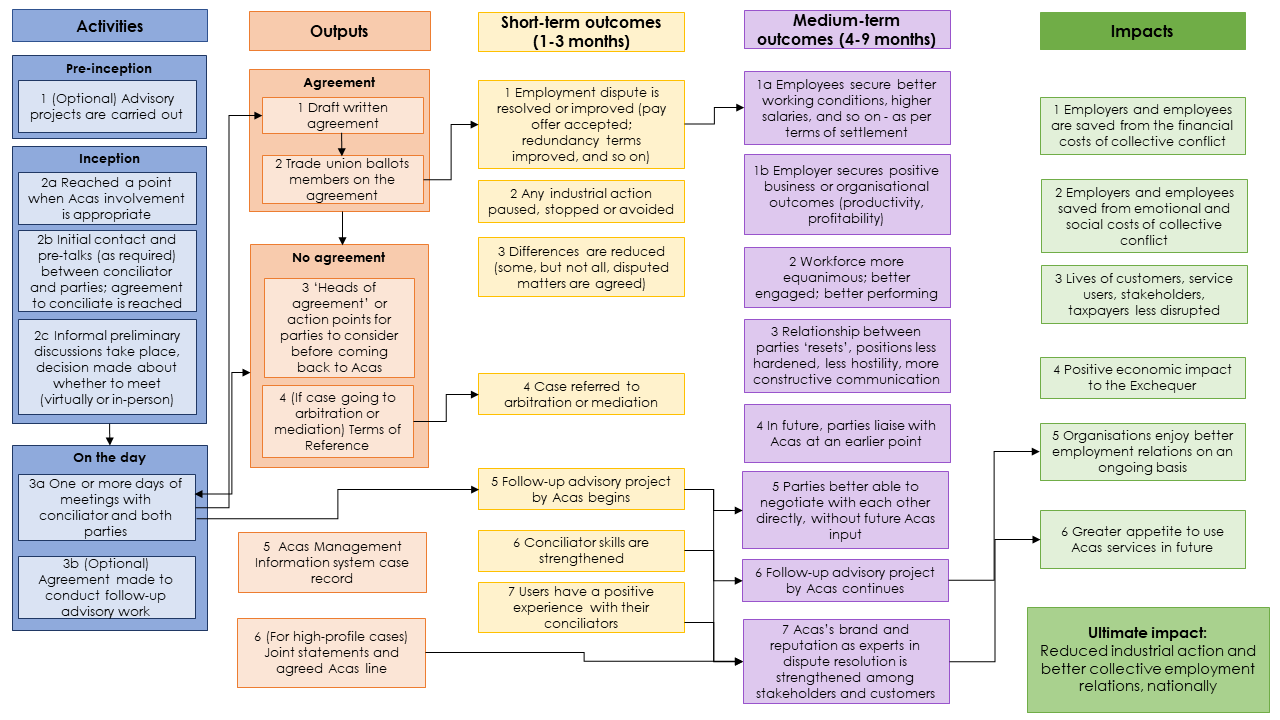 Activities
Pre-inception
1 (Optional) Advisory
projects are carried out
Inception
2a Reached a point
when Acas involvement
is appropriate
2b Initial contact and
pre-talks (as required)
between conciliator
and parties; agreement
to conciliate is reached
2c Informal preliminary
discussions take place,
decision made about
whether to meet
(virtually or in-person)
On the day
3a One or more days of
meetings with
conciliator and both
parties
3b (Optional)
Agreement made to
conduct follow-up
advisory work
Outputs
Agreement
1 Draft written
agreement
2 Trade union ballots
members on the
agreement
No agreement
3 ‘Heads of
agreement’ or
action points for
parties to consider
before coming
back to Acas
4 (If case going to
arbitration or
mediation) Terms of
Reference
5 Acas Management
Information system case
record
6 (For high-profile cases)
Joint statements and
agreed Acas line
Short-term outcomes
(1-3 months)
1 Employment dispute is
resolved or improved (pay
offer accepted;
redundancy terms
improved, and so on)
2 Any industrial action
paused, stopped or avoided
3 Differences are reduced
(some, but not all, disputed
matters are agreed)
4 Case referred to
arbitration or mediation
5 Follow-up advisory project
by Acas begins
6 Conciliator skills are
strengthened
7 Users have a positive
experience with their
conciliators
Medium-term
outcomes (4-9 months)
1a Employees secure better
working conditions, higher
salaries, and so on - as per
terms of settlement
1b Employer secures positive
business or organisational
outcomes (productivity,
profitability)
2 Workforce more
equanimous; better
engaged; better performing
3 Relationship between
parties ‘resets’, positions less
hardened, less hostility, more
constructive communication
4 In future, parties liaise with
Acas at an earlier point
5 Parties better able to
negotiate with each other
directly, without future Acas
input
6 Follow-up advisory project
by Acas continues
7 Acas’s brand and
reputation as experts in
dispute resolution is
strengthened among
stakeholders and customers
Impacts
1 Employers and employees
are saved from the financial
costs of collective conflict
2 Employers and employees
saved from emotional and
social costs of collective
conflict
3 Lives of customers, service
users, stakeholders,
taxpayers less disrupted
4 Positive economic impact
to the Exchequer
5 Organisations enjoy better
employment relations on an
ongoing basis
6 Greater appetite to use
Acas services in future
Ultimate impact:
Reduced industrial action and
better collective employment
relations, nationally